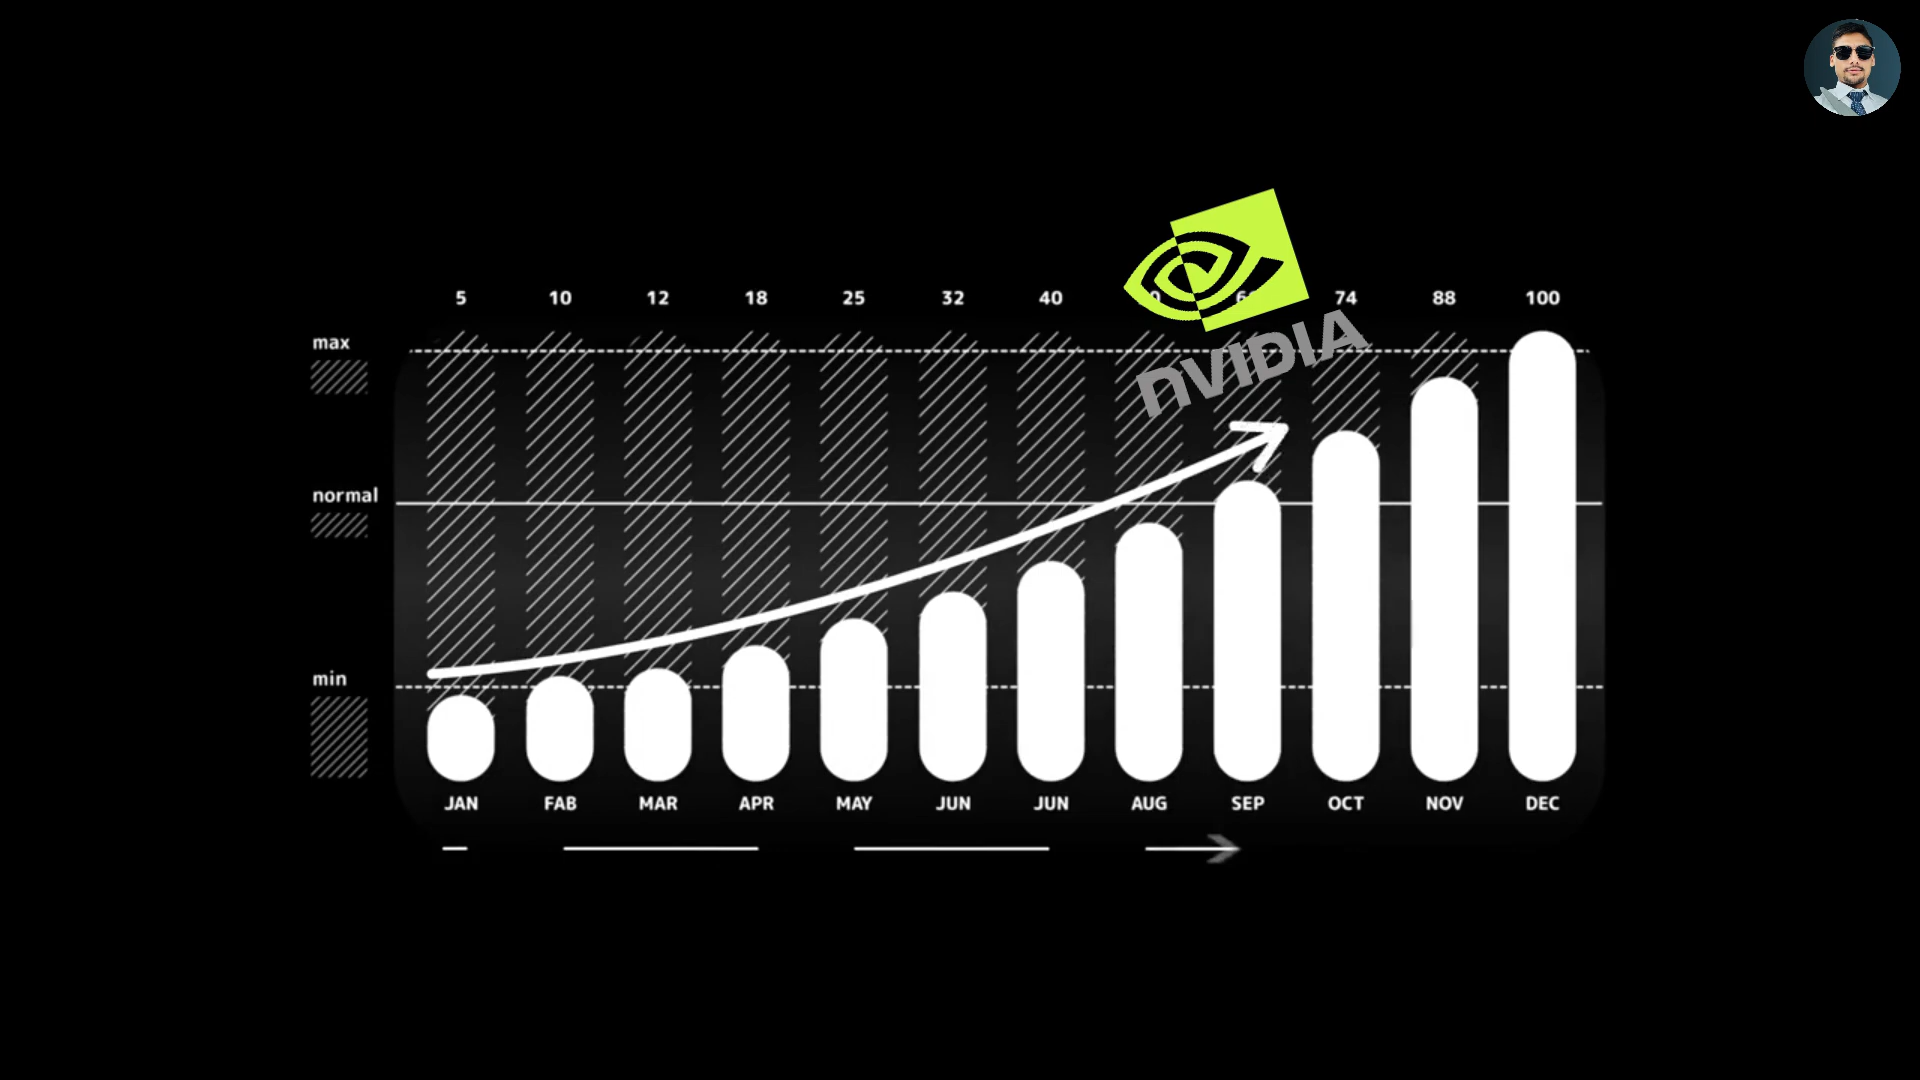 5 10 12 18 25 32 40 74 88 100
NVIDIA
max
normal
min
JAN FAB MAR APR MAY JUN JUN AUG SEP OCT NOV DEC